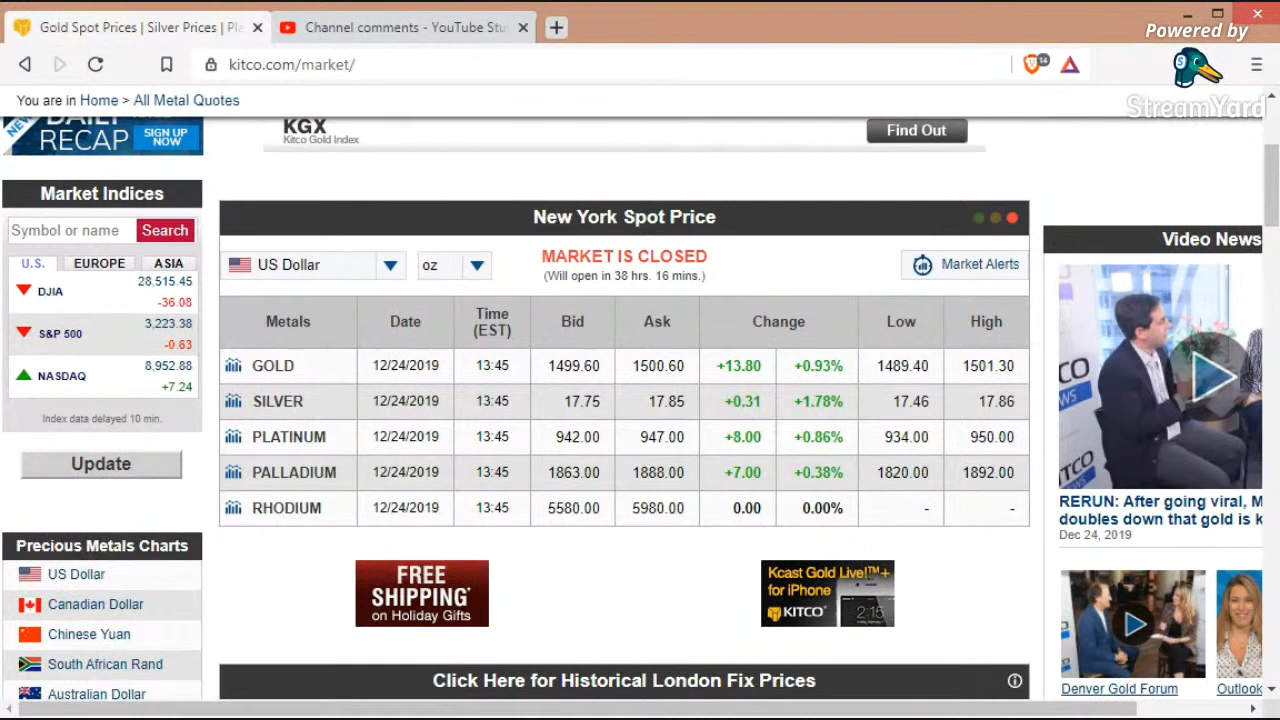 Gold Spot Prices | Silver Prices | Pla
Channel comments - YouTube Stu
Powered by
StreamYard
kitco.com/market/
14
You are in Home > All Metal Quotes
NEW
DAILY
RECAP
SIGN UP
NOW
KGX
Kitco Gold Index
Find Out
Market Indices
Symbol or name
Search
U.S. EUROPE ASIA
DJIA 28,515.45
-36.08
S&P 500 3,223.38
-0.63
NASDAQ 8,952.88
+7.24
Index data delayed 10 min.
Update
Precious Metals Charts
US Dollar
Canadian Dollar
Chinese Yuan
South African Rand
Australian Dollar
New York Spot Price
US Dollar
oz
MARKET IS CLOSED
(Will open in 38 hrs. 16 mins.)
Market Alerts
Metals Date Time (EST) Bid Ask Change Low High
GOLD 12/24/2019 13:45 1499.60 1500.60 +13.80 +0.93% 1489.40 1501.30
SILVER 12/24/2019 13:45 17.75 17.85 +0.31 +1.78% 17.46 17.86
PLATINUM 12/24/2019 13:45 942.00 947.00 +8.00 +0.86% 934.00 950.00
PALLADIUM 12/24/2019 13:45 1863.00 1888.00 +7.00 +0.38% 1820.00 1892.00
RHODIUM 12/24/2019 13:45 5580.00 5980.00 0.00 0.00% - -
FREE
SHIPPING*
on Holiday Gifts
Kcast Gold Live!™+
for iPhone
KITCO
2:15
Click Here for Historical London Fix Prices
Video News
RERUN: After going viral, M
doubles down that gold is k
Dec 24, 2019
Denver Gold Forum
Outlook